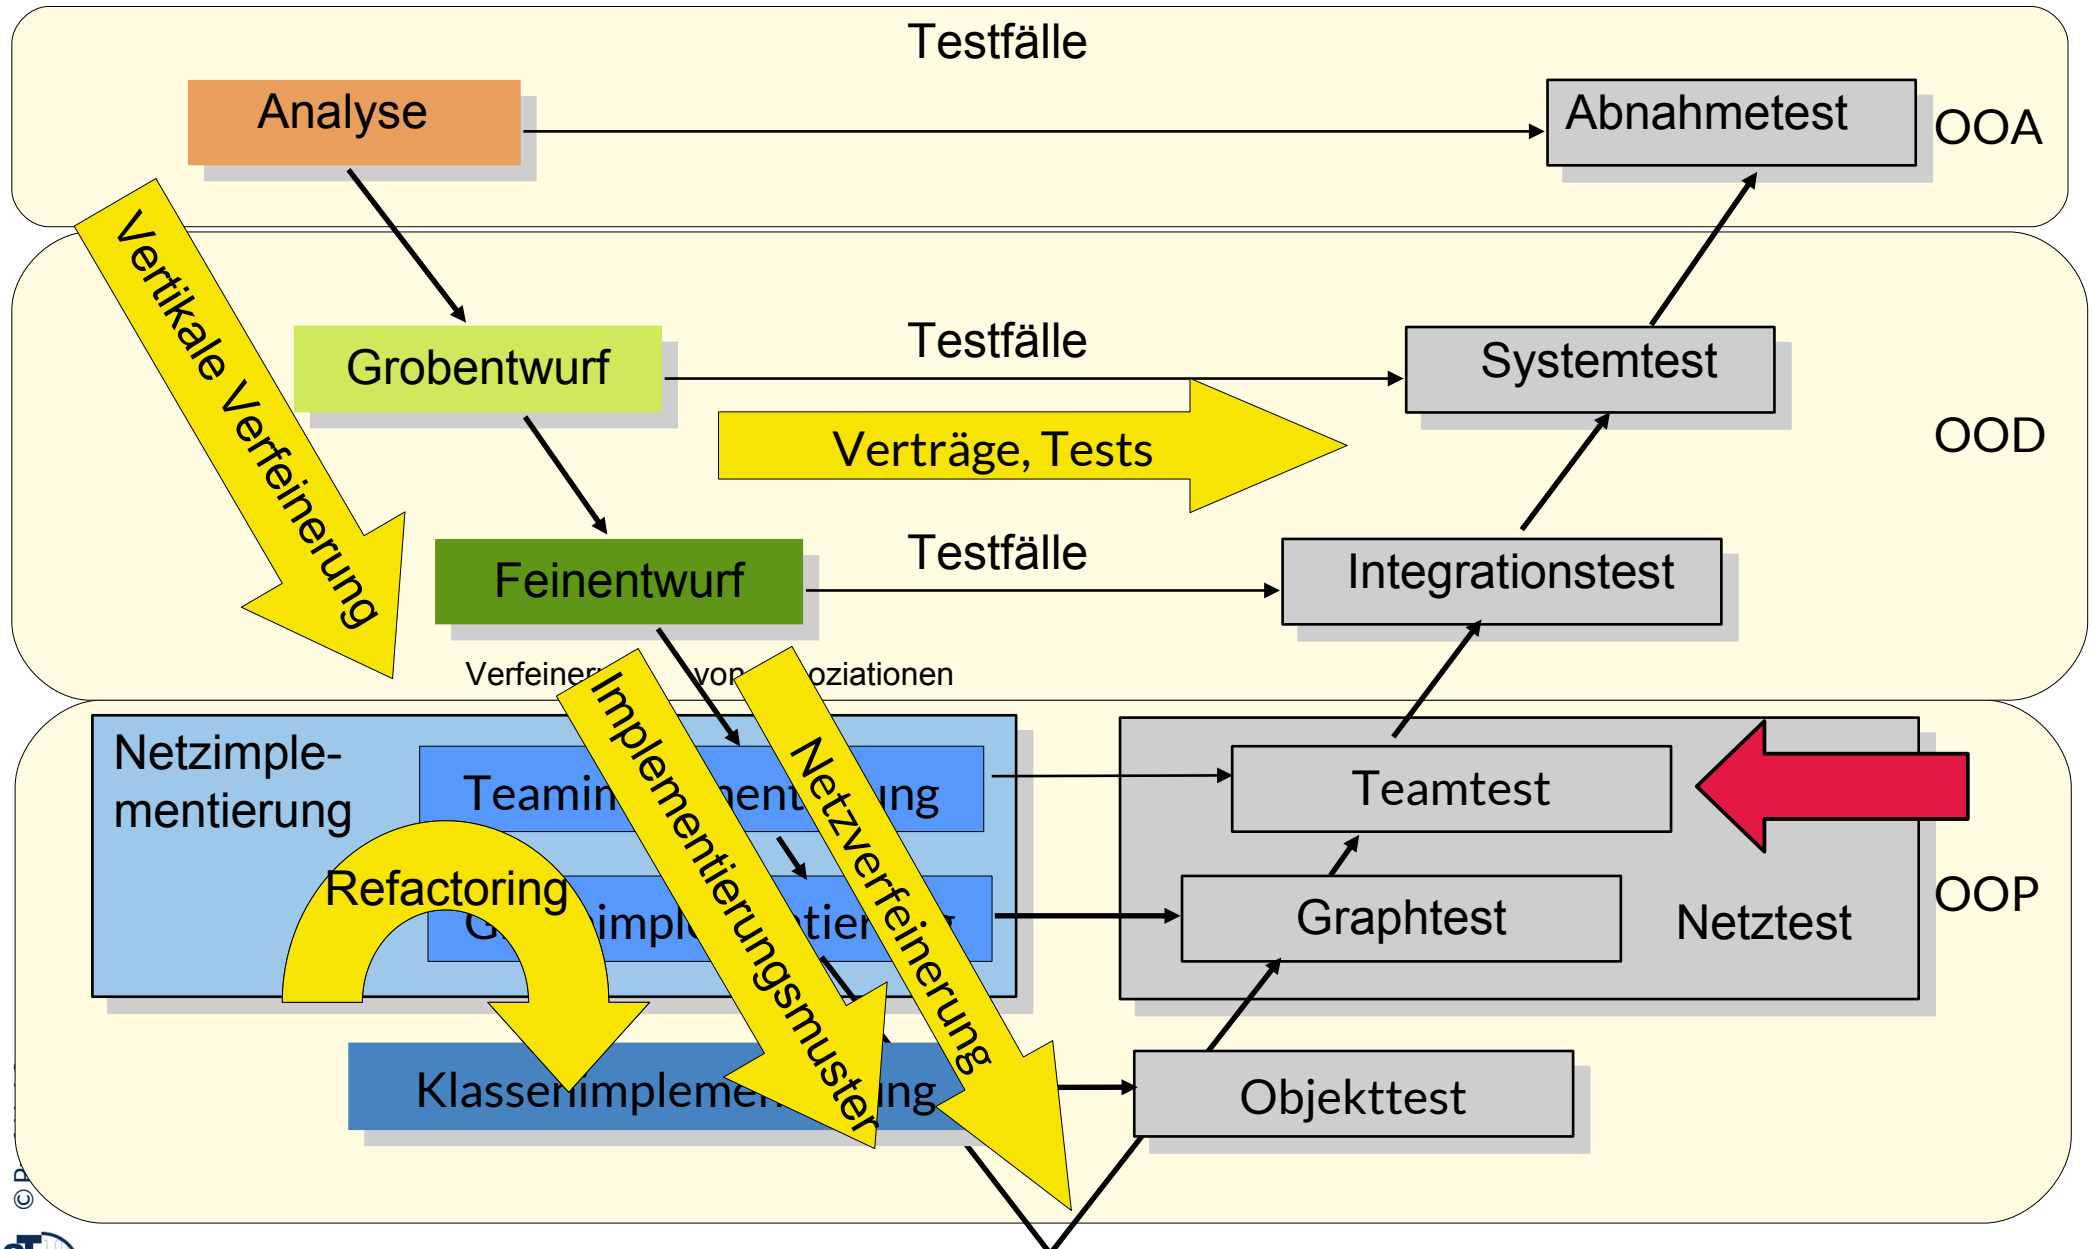 Testfälle
Analyse
Abnahmetest
OOA
Vertikale Verfeinerung
Testfälle
Grobentwurf
Systemtest
Verträge, Tests
OOD
Testfälle
Feinentwurf
Integrationstest
von
Implementierungsmuster
Netzverfeinerung
Netzimple-
mentierung
Teamtest
Refactoring
Graphtest
Netztest
OOP
Objekttest
©